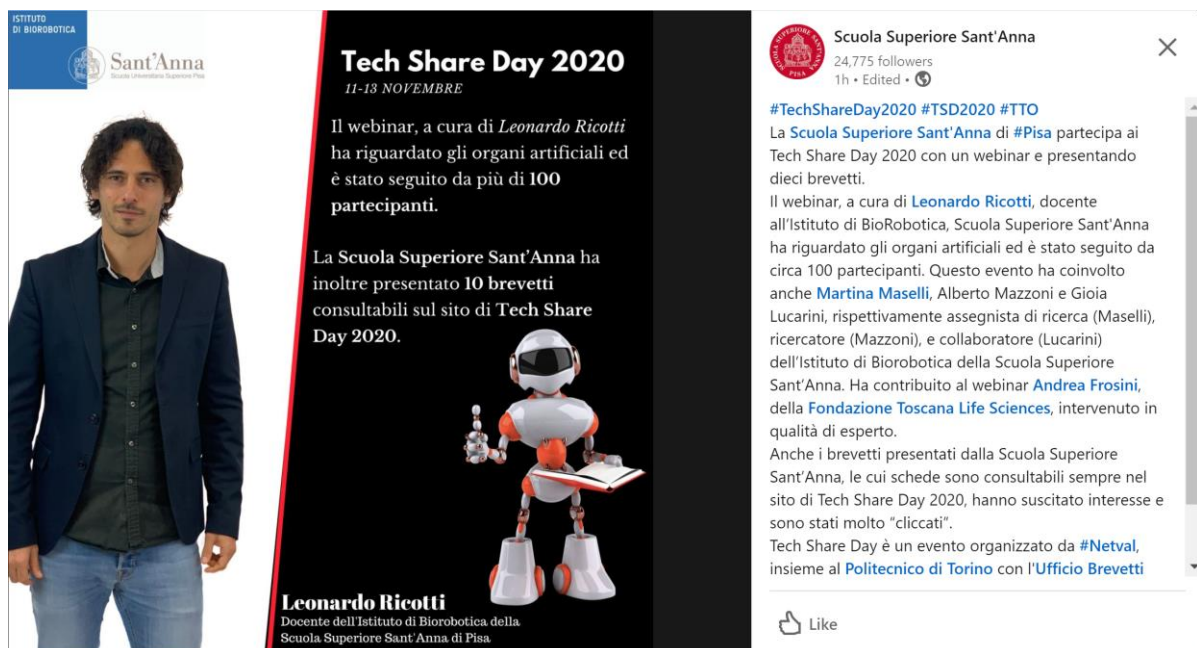 ISTITUTO
DI BIOROBOTICA
Sant'Anna
Scuola Universitaria Superiore Pisa
Tech Share Day 2020
11-13 NOVEMBRE
Il webinar, a cura di Leonardo Ricotti
ha riguardato gli organi artificiali ed
è stato seguito da più di 100
partecipanti.
La Scuola Superiore Sant'Anna ha
inoltre presentato 10 brevetti
consultabili sul sito di Tech Share
Day 2020.
Leonardo Ricotti
Docente dell'Istituto di Biorobotica della
Scuola Superiore Sant'Anna di Pisa
SCUOLA SUPERIORE SANT'ANNA
PISA
Scuola Superiore Sant'Anna
24,775 followers
1h • Edited •
#TechShareDay2020 #TSD2020 #TTO
La Scuola Superiore Sant'Anna di #Pisa partecipa ai
Tech Share Day 2020 con un webinar e presentando
dieci brevetti.
Il webinar, a cura di Leonardo Ricotti, docente
all'Istituto di BioRobotica, Scuola Superiore Sant'Anna
ha riguardato gli organi artificiali ed è stato seguito da
circa 100 partecipanti. Questo evento ha coinvolto
anche Martina Maselli, Alberto Mazzoni e Gioia
Lucarini, rispettivamente assegnista di ricerca (Maselli),
ricercatore (Mazzoni), e collaboratore (Lucarini)
dell'Istituto di Biorobotica della Scuola Superiore
Sant'Anna. Ha contribuito al webinar Andrea Frosini,
della Fondazione Toscana Life Sciences, intervenuto in
qualità di esperto.
Anche i brevetti presentati dalla Scuola Superiore
Sant'Anna, le cui schede sono consultabili sempre nel
sito di Tech Share Day 2020, hanno suscitato interesse e
sono stati molto "cliccati".
Tech Share Day è un evento organizzato da #Netval,
insieme al Politecnico di Torino con l'Ufficio Brevetti
Like